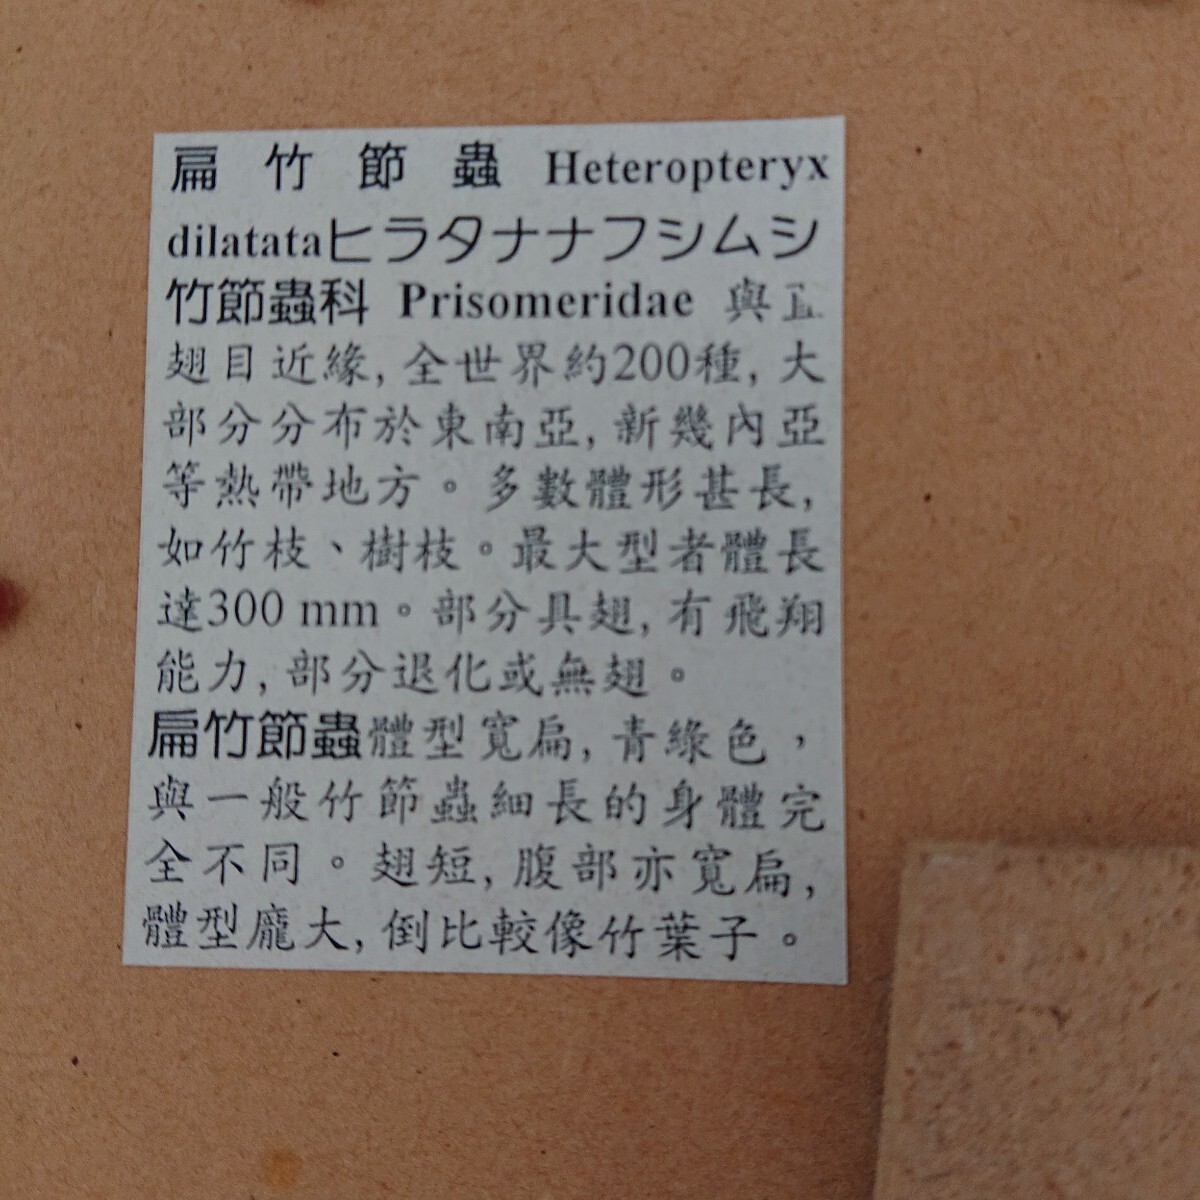 扁竹節蟲 Heteropteryx
dilatataヒラタナナフシムシ
竹節蟲科 Prisomeridae 與直
翅目近緣,全世界約200種,大
部分分布於東南亞,新幾內亞
等熱帶地方。多數體形甚長,
如竹枝、樹枝。最大型者體長
達300 mm。部分具翅,有飛翔
能力,部分退化或無翅。
扁竹節蟲體型寬扁,青綠色,
與一般竹節蟲細長的身體完
全不同。翅短,腹部亦寬扁,
體型龐大,倒比較像竹葉子。